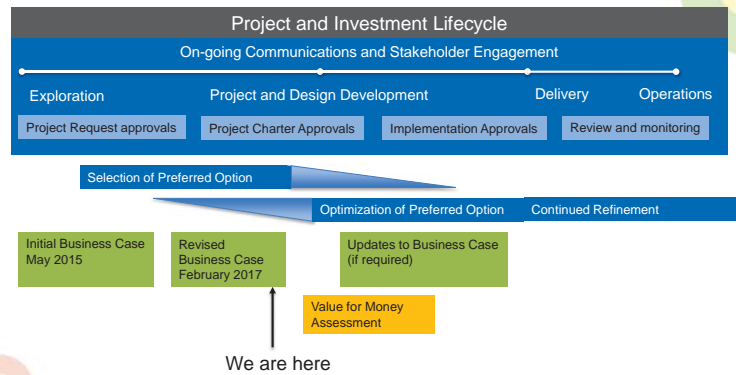 Project and Investment Lifecycle
On-going Communications and Stakeholder Engagement
Exploration
Project and Design Development
Delivery
Operations
Project Request approvals
Project Charter Approvals
Implementation Approvals
Review and monitoring
Selection of Preferred Option
Optimization of Preferred Option
Continued Refinement
Initial Business Case
May 2015
Revised
Business Case
February 2017
Updates to Business Case
(if required)
Value for Money
Assessment
We are here